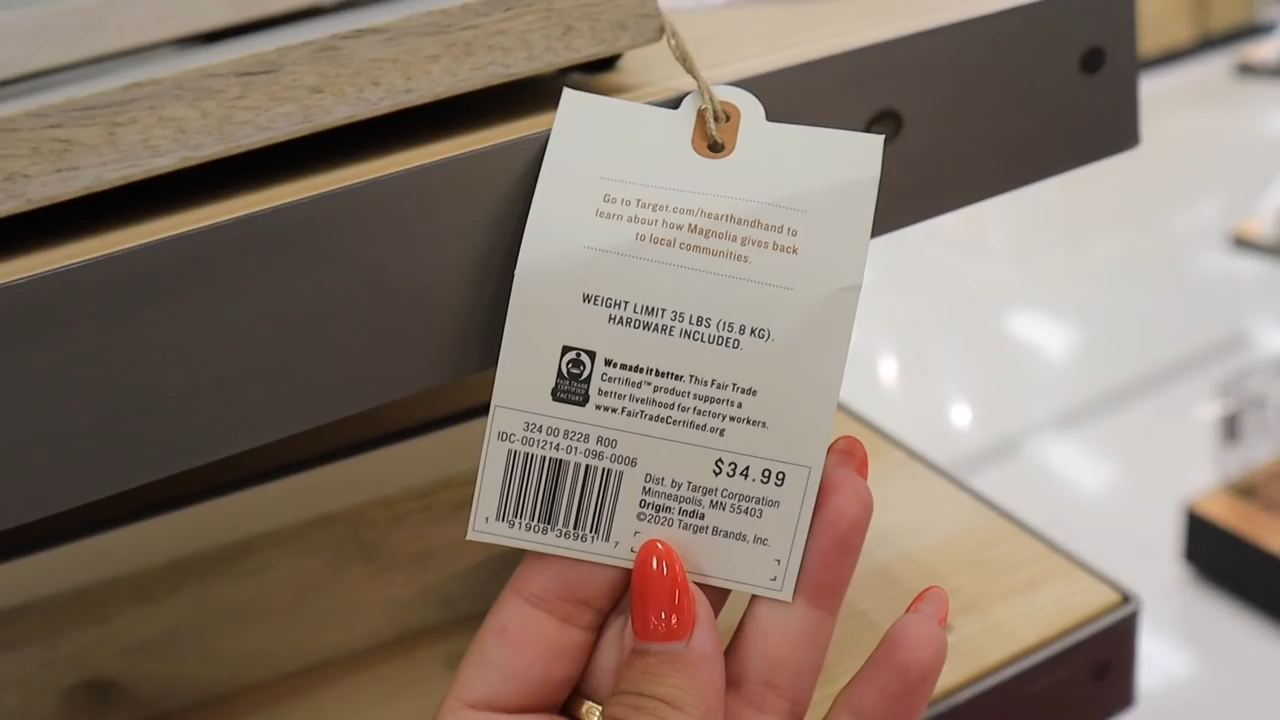 Go to Target.com/hearthandhand to
learn about how Magnolia gives back
to local communities.
WEIGHT LIMIT 35 LBS (15.8 KG).
HARDWARE INCLUDED.
FAIR TRADE
CERTIFIED
FACTORY
We made it better. This Fair Trade
Certified™ product supports a
better livelihood for factory workers.
www.FairTradeCertified.org
324 00 8228 R00
IDC-001214-01-096-0006
1 91908 36961 7
$34.99
Dist. by Target Corporation
Minneapolis, MN 55403
Origin: India
©2020 Target Brands, Inc.